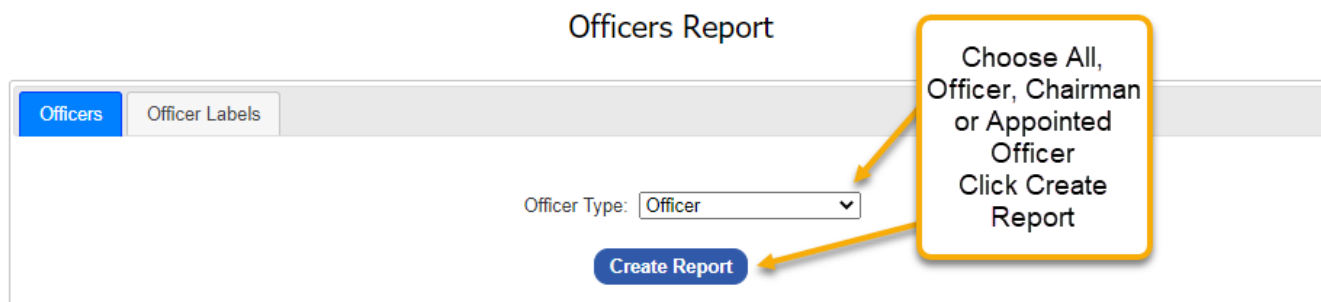 Officers Report
Choose All,
Officer, Chairman
or Appointed
Officer
Click Create
Report
Officers
Officer Labels
Officer Type: Officer
Create Report